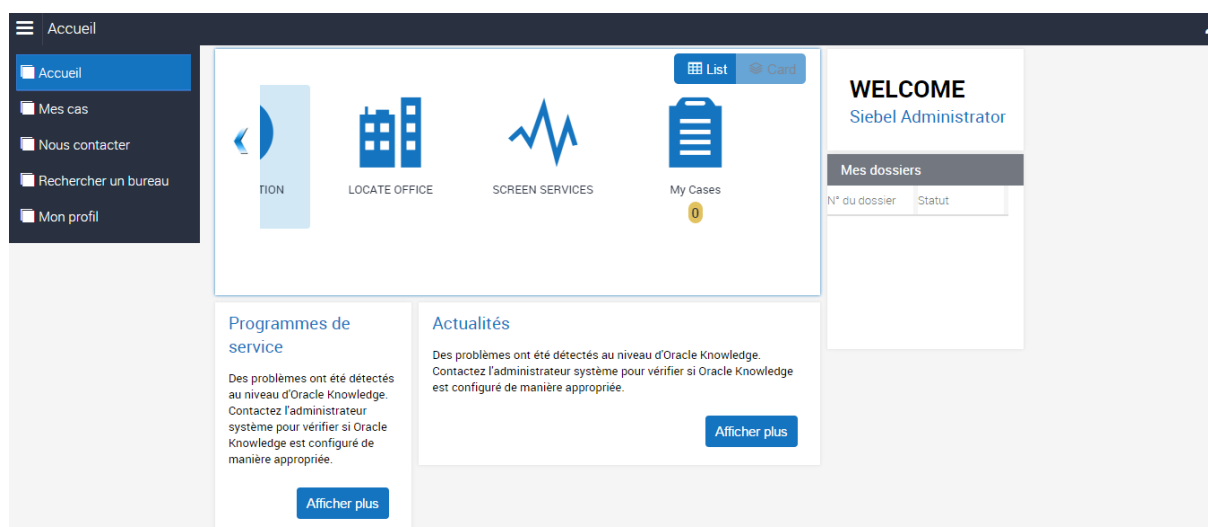 Accueil
Accueil
Mes cas
Nous contacter
Rechercher un bureau
Mon profil
List
Card
TION
LOCATE OFFICE
SCREEN SERVICES
My Cases
0
WELCOME
Siebel Administrator
Mes dossiers
N° du dossier Statut
Programmes de
service
Des problèmes ont été détectés
au niveau d'Oracle Knowledge.
Contactez l'administrateur
système pour vérifier si Oracle
Knowledge est configuré de
manière appropriée.
Afficher plus
Actualités
Des problèmes ont été détectés au niveau d'Oracle Knowledge.
Contactez l'administrateur système pour vérifier si Oracle Knowledge
est configuré de manière appropriée.
Afficher plus